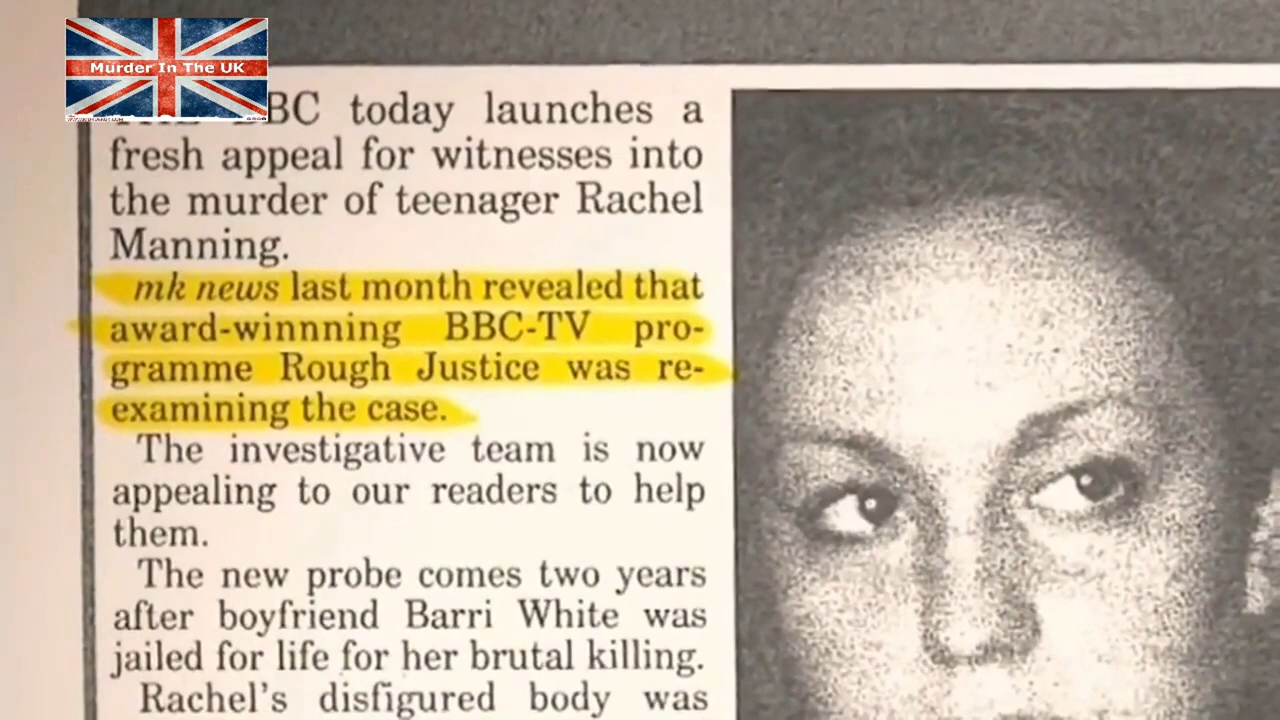 Murder In The UK
BBC today launches a
fresh appeal for witnesses into
the murder of teenager Rachel
Manning.
mk news last month revealed that
award-winnning BBC-TV pro-
gramme Rough Justice was re-
examining the case.
The investigative team is now
appealing to our readers to help
them.
The new probe comes two years
after boyfriend Barri White was
jailed for life for her brutal killing.
Rachel's disfigured body was